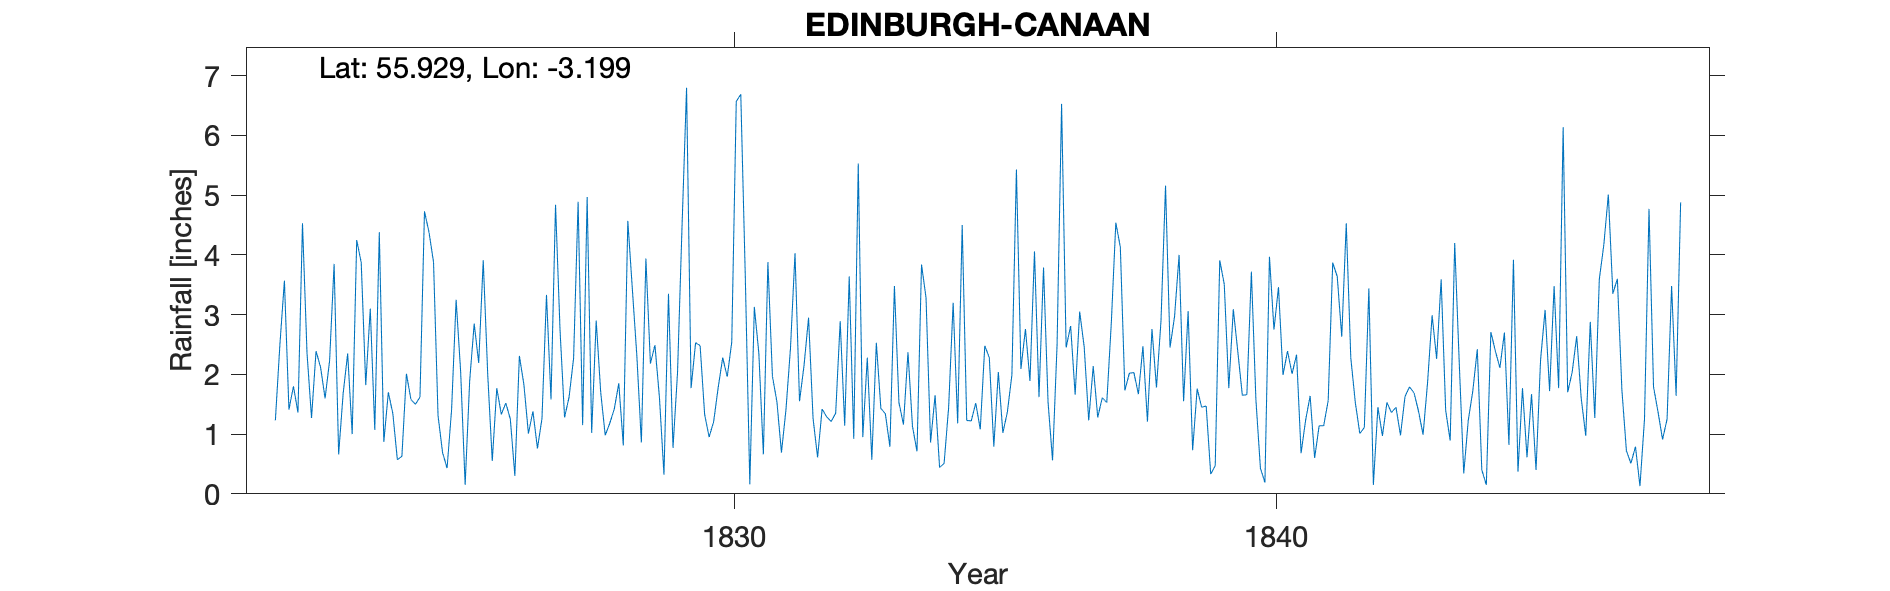 EDINBURGH-CANAAN
Lat: 55.929, Lon: -3.199
7
6
5
4
3
2
1
0
Rainfall [inches]
1830
1840
Year